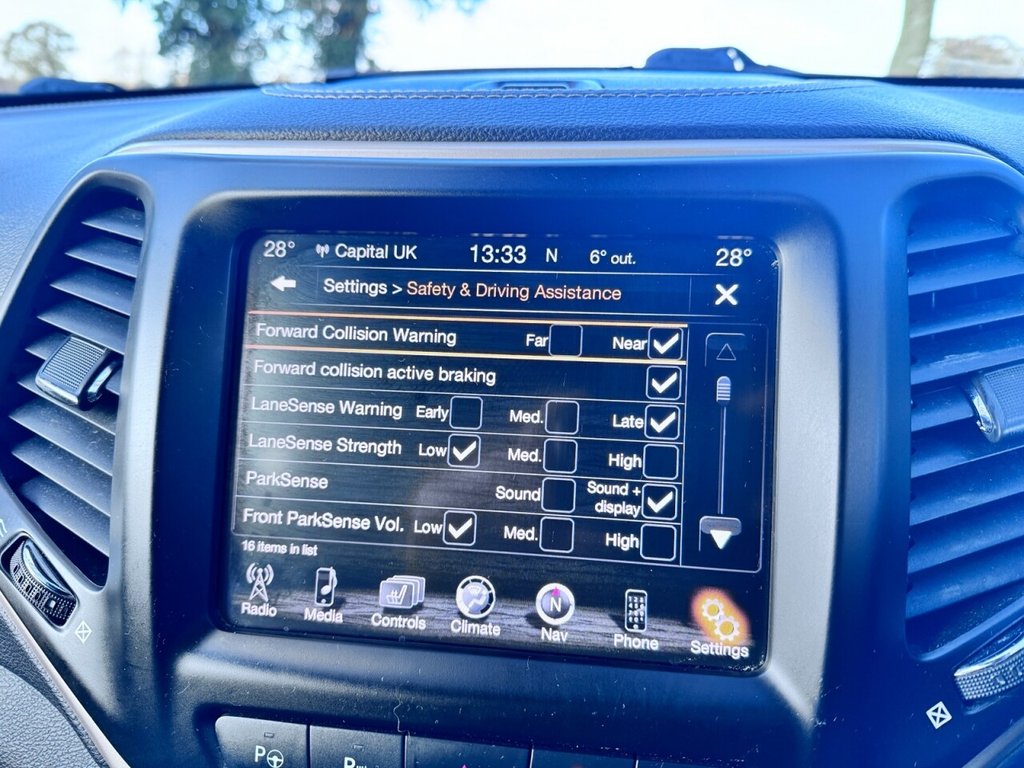 28° Capital UK 13:33 N 6° out. 28°
Settings > Safety & Driving Assistance
Forward Collision Warning Far Near
Forward collision active braking
LaneSense Warning Early Med. Late
LaneSense Strength Low Med. High
ParkSense Sound Sound + display
Front ParkSense Vol. Low Med. High
16 items in list
Radio Media Controls Climate N Nav Phone Settings
P